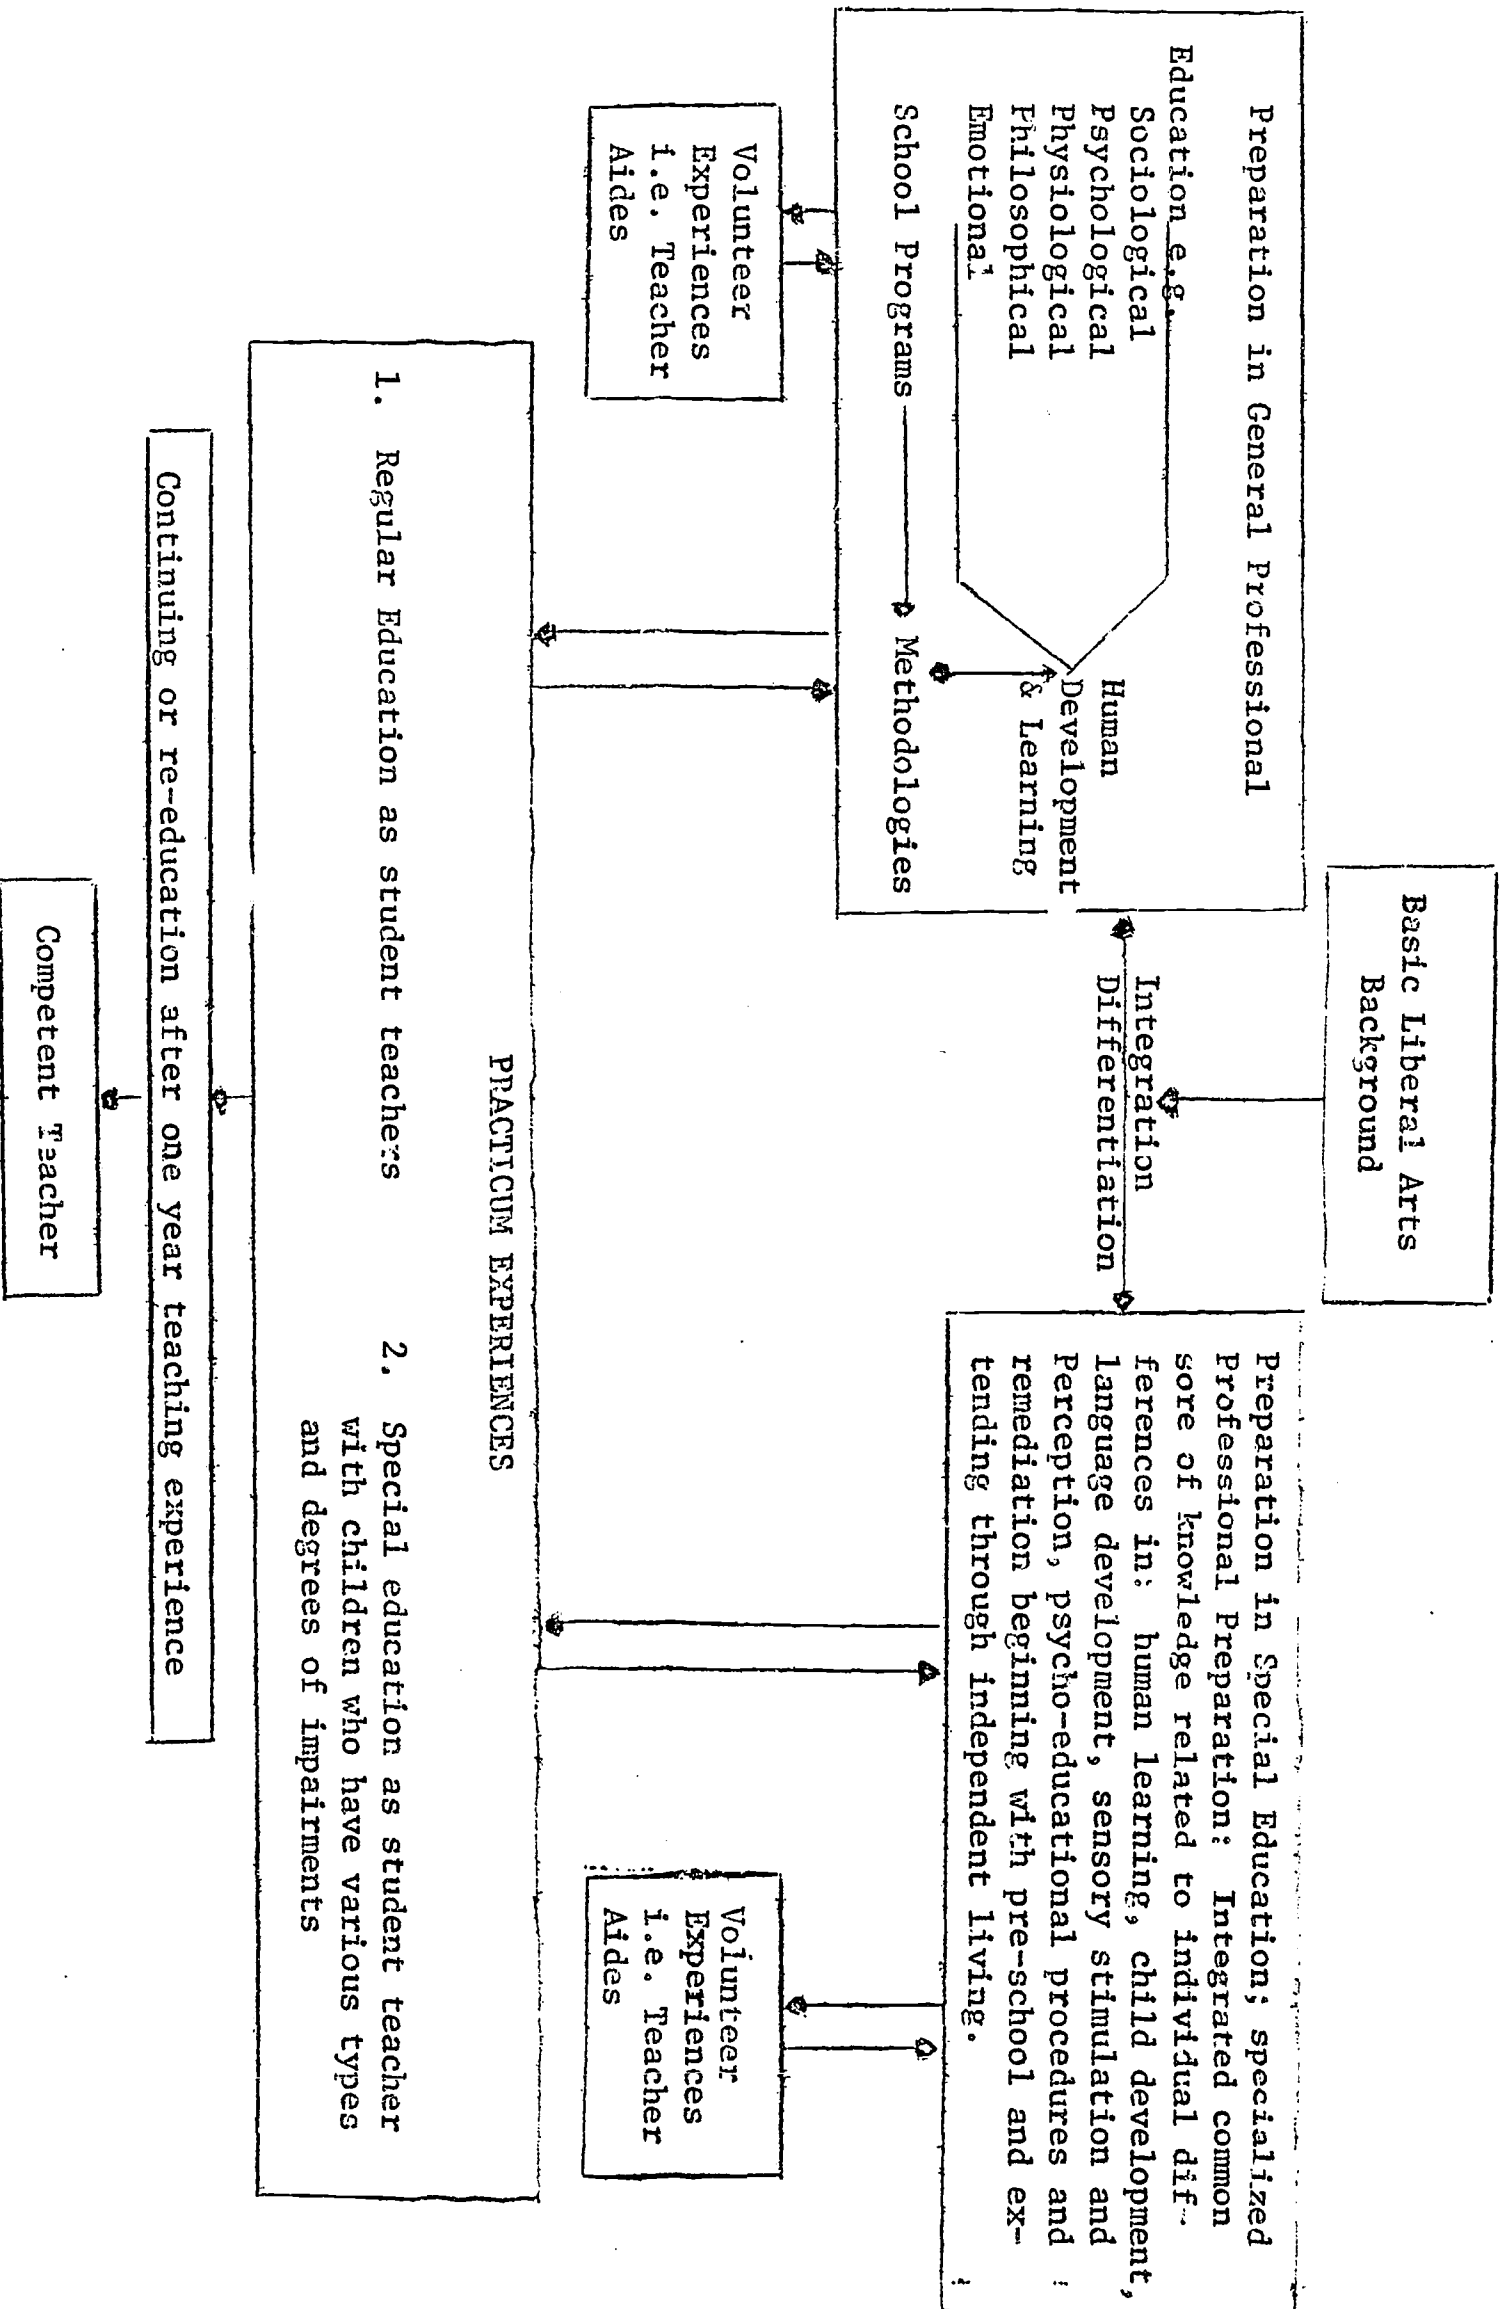 Basic Liberal Arts
Background
Preparation in General Professional
Education e.g.
Sociological
Psychological
Physiological
Philosophical
Emotional
Human
Development
& Learning
School Programs
Methodologies
Integration
Differentiation
Preparation in Special Education; specialized
Professional Preparation: Integrated common
sore of knowledge related to individual dif-
ferences in: human learning, child development,
language development, sensory stimulation and
Perception, psycho-educational procedures and
remediation beginning with pre-school and ex-
tending through independent living.
Volunteer
Experiences
i.e. Teacher
Aides
Volunteer
Experiences
i.e. Teacher
Aides
PRACTICUM EXPERIENCES
1. Regular Education as student teachers
2. Special education as student teacher
with children who have various types
and degrees of impairments
Continuing or re-education after one year teaching experience
Competent Teacher